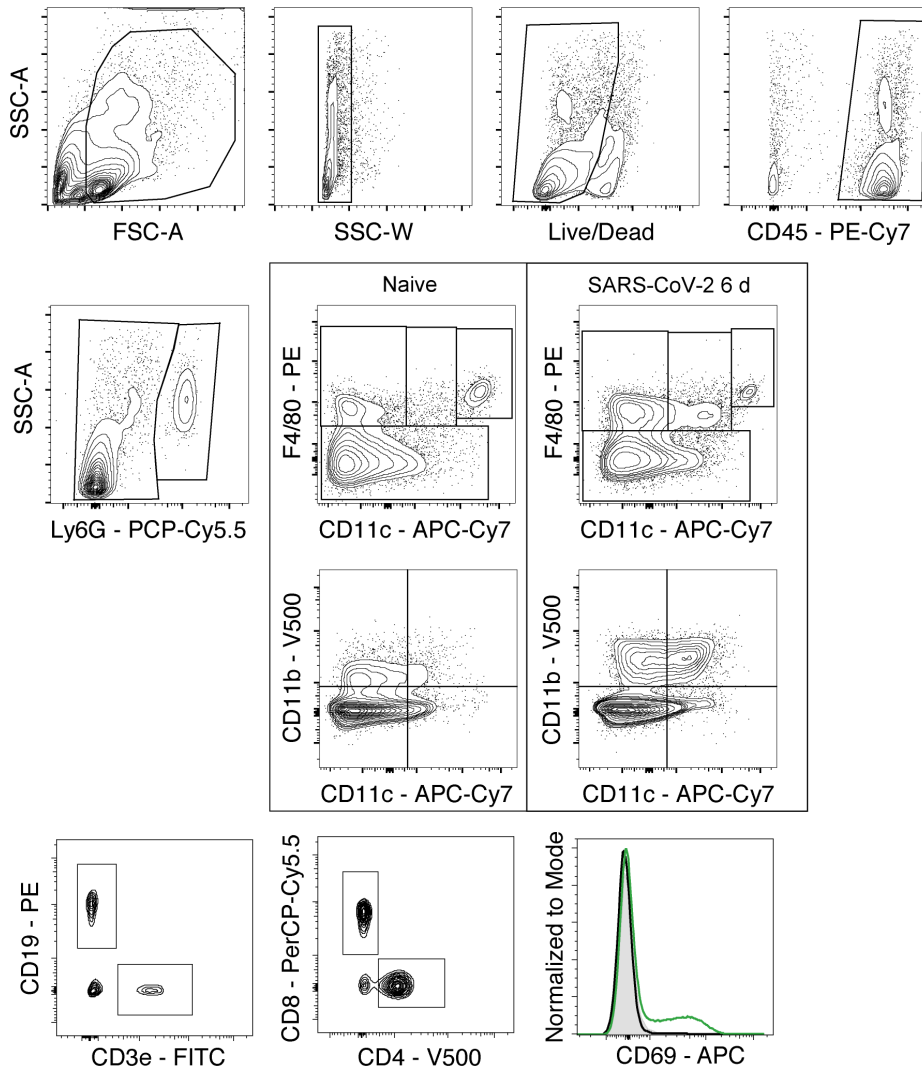 SSC-A
FSC-A
SSC-W
Live/Dead
CD45 - PE-Cy7
Naive
SARS-CoV-2 6 d
SSC-A
Ly6G - PCP-Cy5.5
F4/80 - PE
CD11c - APC-Cy7
F4/80 - PE
CD11c - APC-Cy7
CD11b - V500
CD11c - APC-Cy7
CD11b - V500
CD11c - APC-Cy7
CD19 - PE
CD3e - FITC
CD8 - PerCP-Cy5.5
CD4 - V500
Normalized to Mode
CD69 - APC